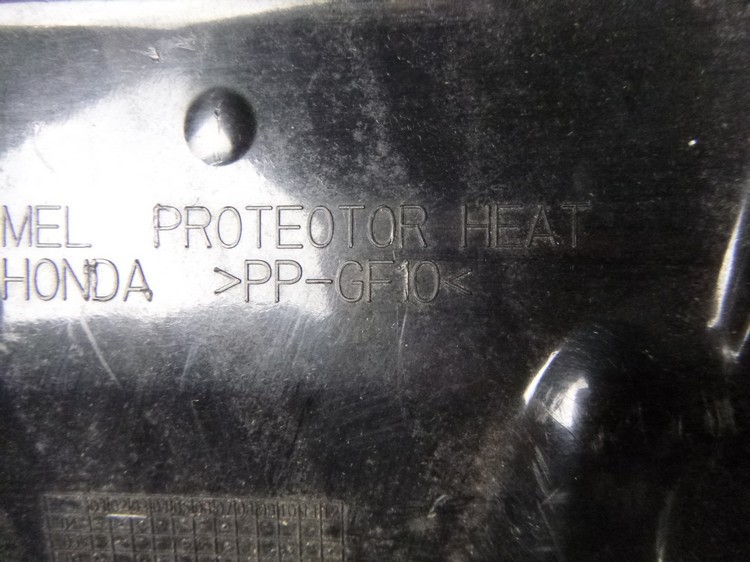 MEL PROTEOTOR HEAT
HONDA >PP-GF10<